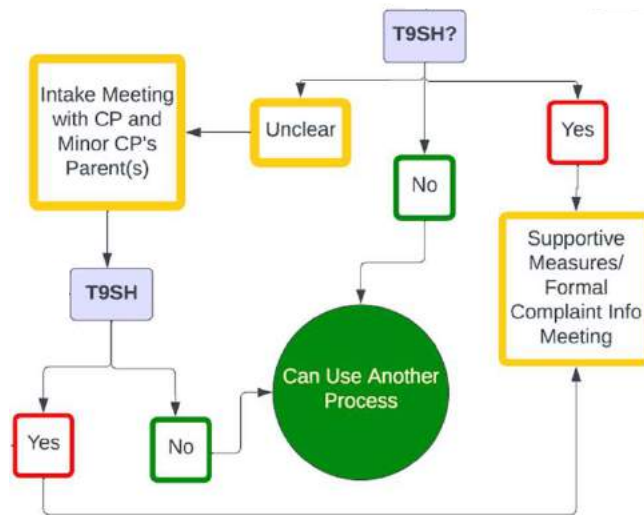 T9SH?
Intake Meeting
with CP and
Minor CP's
Parent(s)
Unclear
Yes
No
Supportive
Measures/
Formal
Complaint Info
Meeting
T9SH
Can Use Another
Process
Yes
No